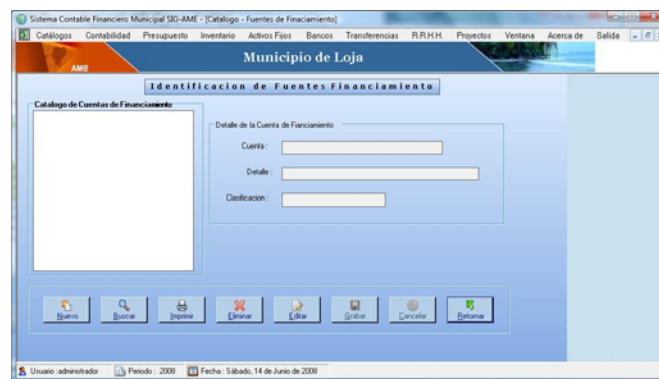 Sistema Contable Financiero Municipal SIG-AME - [Catalogo - Fuentes de Finaciamiento]
Catálogos Contabilidad Presupuesto Inventario Activos Fijos Bancos Transferencias R.R.H.H. Proyectos Ventana Acerca de Salida
AME
Municipio de Loja
Identificacion de Fuentes Financiamiento
Catalogo de Cuentas de Financiamiento
Detalle de la Cuenta de Fianciamiento
Cuenta :
Detalle :
Clasificacion :
Nuevo Buscar Imprimir Eliminar Editar Grabar Cancelar Retornar
Usuario : administrador Periodo : 2008 Fecha : Sábado, 14 de Junio de 2008